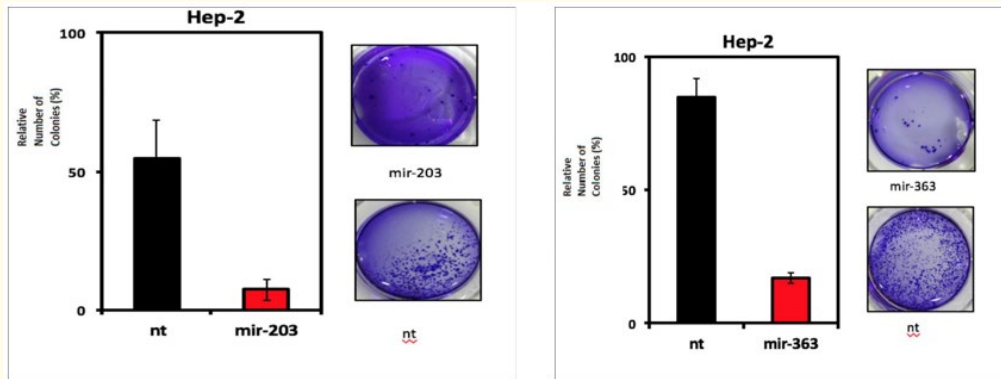 Hep-2
100
50
0
Relative
Number of
Colonies (%)
nt
mir-203
mir-203
nt
Hep-2
100
50
0
Relative
Number of
Colonies (%)
nt
mir-363
mir-363
nt